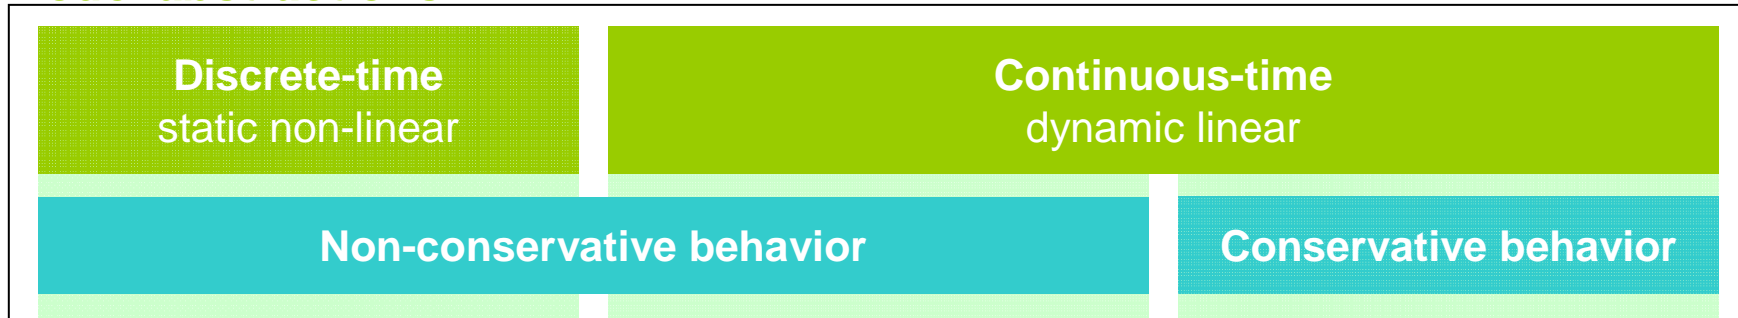 Discrete-time
static non-linear
Continuous-time
dynamic linear
Non-conservative behavior
Conservative behavior